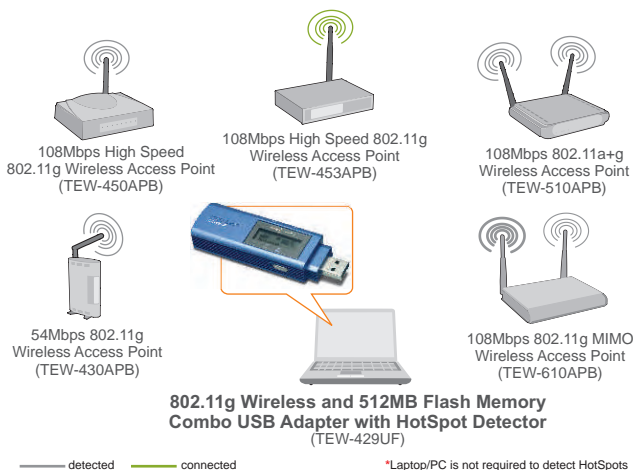 108Mbps High Speed
802.11g Wireless Access Point
(TEW-450APB)
108Mbps High Speed 802.11g
Wireless Access Point
(TEW-453APB)
108Mbps 802.11a+g
Wireless Access Point
(TEW-510APB)
54Mbps 802.11g
Wireless Access Point
(TEW-430APB)
108Mbps 802.11g MIMO
Wireless Access Point
(TEW-610APB)
802.11g Wireless and 512MB Flash Memory
Combo USB Adapter with HotSpot Detector
(TEW-429UF)
detected
connected
*Laptop/PC is not required to detect HotSpots